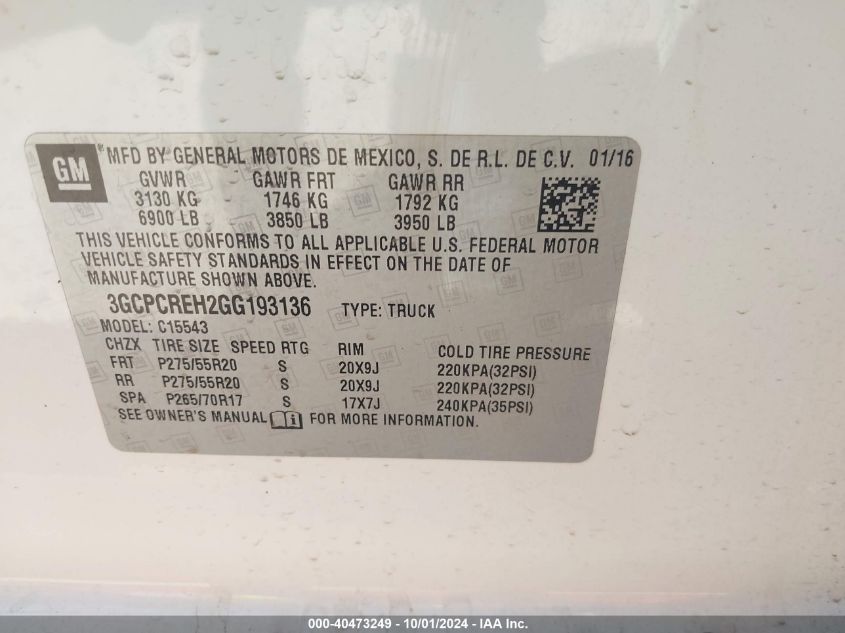 GM *MFD BY GENERAL MOTORS DE MEXICO, S. DE R.L. DE C.V. 01/16
GVWR GAWR FRT GAWR RR
3130 KG 1746 KG 1792 KG
6900 LB 3850 LB 3950 LB
THIS VEHICLE CONFORMS TO ALL APPLICABLE U.S. FEDERAL MOTOR
VEHICLE SAFETY STANDARDS IN EFFECT ON THE DATE OF
MANUFACTURE SHOWN ABOVE.
3GCPCREH2GG193136 TYPE: TRUCK
MODEL: C15543
CHZX TIRE SIZE SPEED RTG RIM COLD TIRE PRESSURE
FRT P275/55R20 S 20X9J 220KPA(32PSI)
RR P275/55R20 S 20X9J 220KPA(32PSI)
SPA P265/70R17 S 17X7J 240KPA(35PSI)
SEE OWNER'S MANUAL FOR MORE INFORMATION.
000-40473249 - 10/01/2024 - IAA Inc.